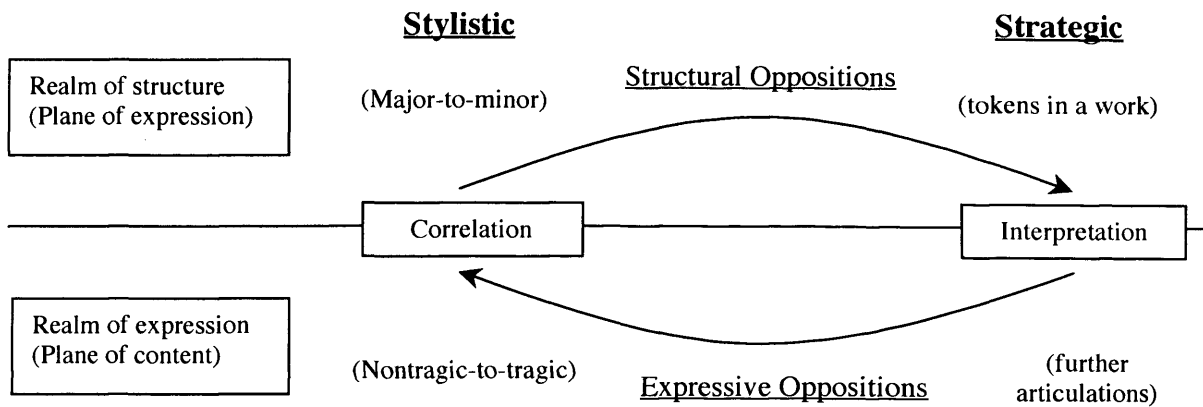 Stylistic
Strategic
Realm of structure
(Plane of expression)
(Major-to-minor)
Structural Oppositions
(tokens in a work)
Correlation
Interpretation
Realm of expression
(Plane of content)
(Nontragic-to-tragic)
Expressive Oppositions
(further
articulations)